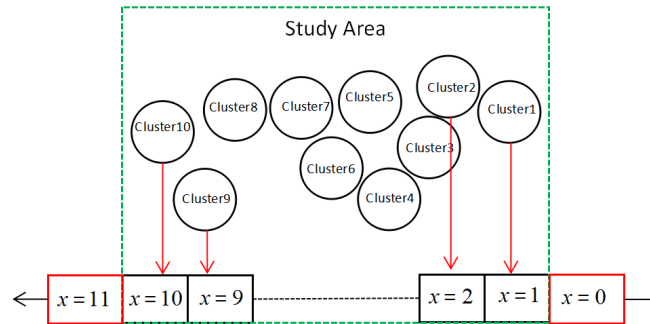 Study Area
Cluster8
Cluster7
Cluster5
Cluster2
Cluster1
Cluster10
Cluster3
Cluster6
Cluster9
Cluster4
x = 11 x = 10 x = 9 x = 2 x = 1 x = 0